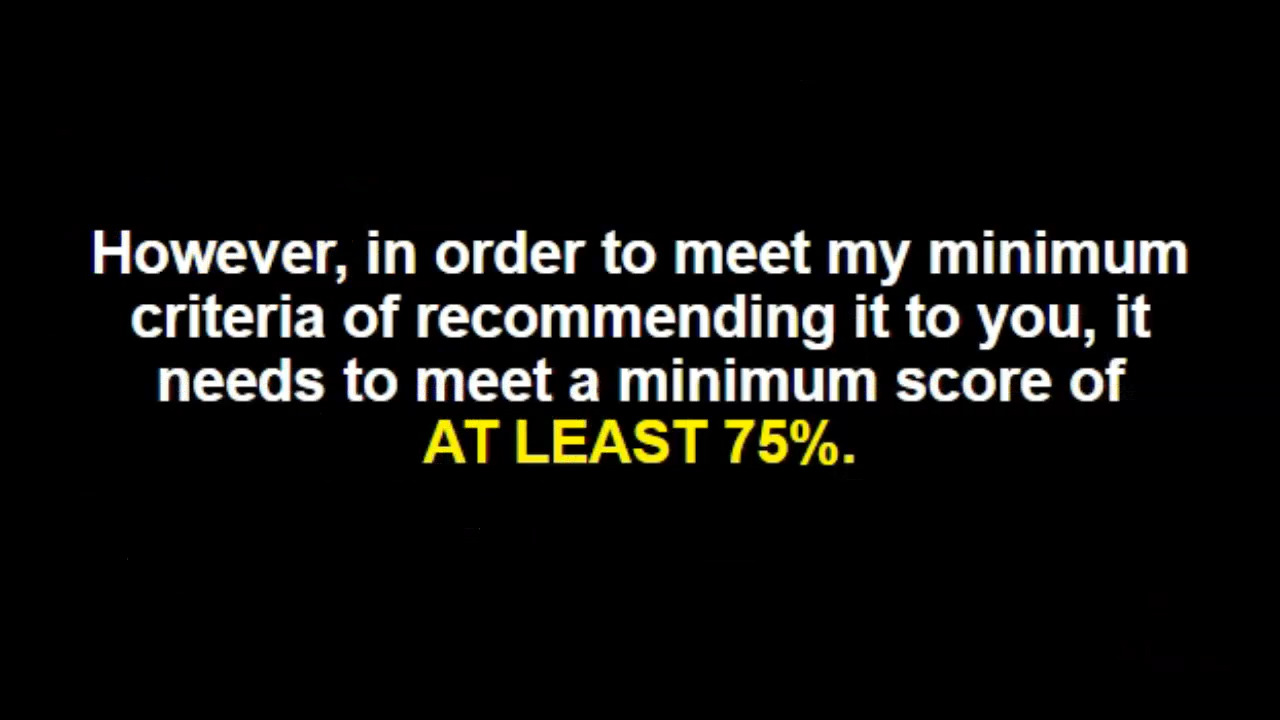 However, in order to meet my minimum
criteria of recommending it to you, it
needs to meet a minimum score of
AT LEAST 75%.